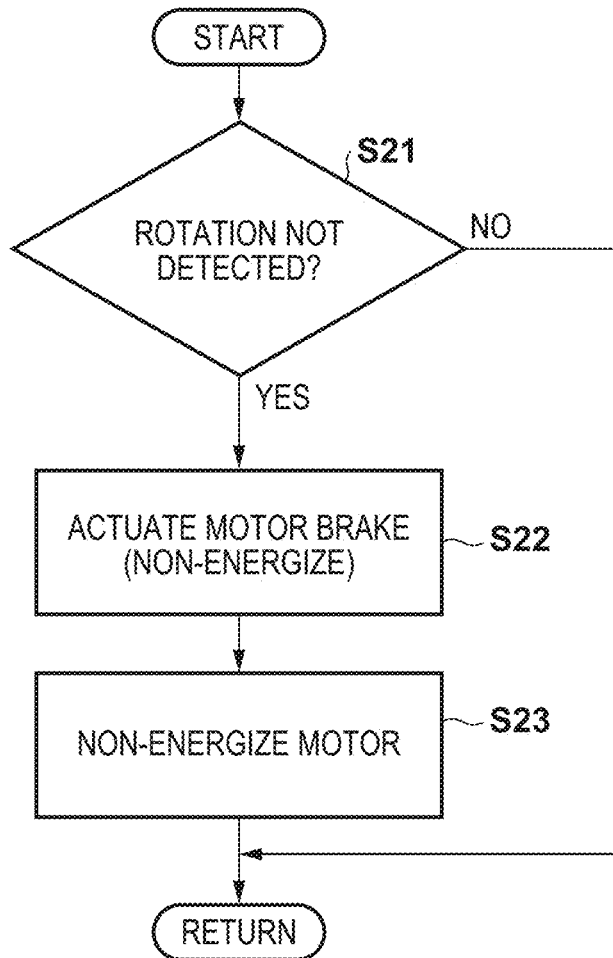 START
S21
ROTATION NOT
DETECTED?
NO
YES
ACTUATE MOTOR BRAKE
(NON-ENERGIZE)
S22
NON-ENERGIZE MOTOR
S23
RETURN